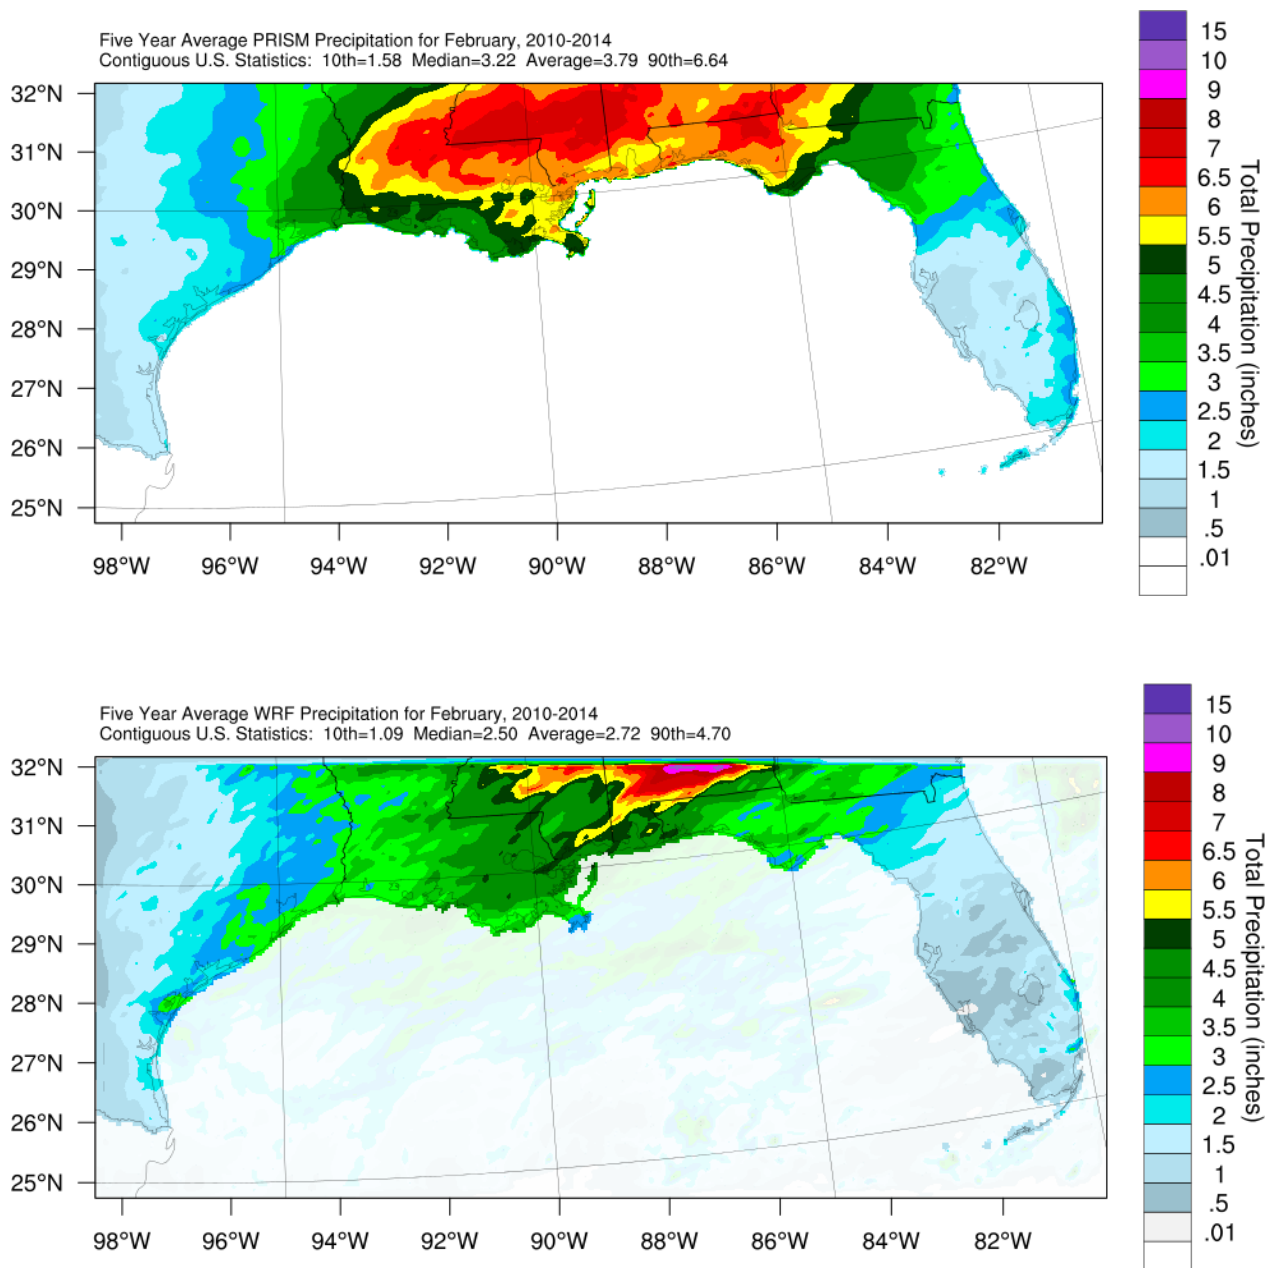 Five Year Average PRISM Precipitation for February, 2010-2014
Contiguous U.S. Statistics:  10th=1.58  Median=3.22  Average=3.79  90th=6.64
32°N
31°N
30°N
29°N
28°N
27°N
26°N
25°N
98°W 96°W 94°W 92°W 90°W 88°W 86°W 84°W 82°W
15
10
9
8
7
6.5
6
5.5
5
4.5
4
3.5
3
2.5
2
1.5
1
.5
.01
Total Precipitation (inches)
Five Year Average WRF Precipitation for February, 2010-2014
Contiguous U.S. Statistics:  10th=1.09  Median=2.50  Average=2.72  90th=4.70
32°N
31°N
30°N
29°N
28°N
27°N
26°N
25°N
98°W 96°W 94°W 92°W 90°W 88°W 86°W 84°W 82°W
15
10
9
8
7
6.5
6
5.5
5
4.5
4
3.5
3
2.5
2
1.5
1
.5
.01
Total Precipitation (inches)